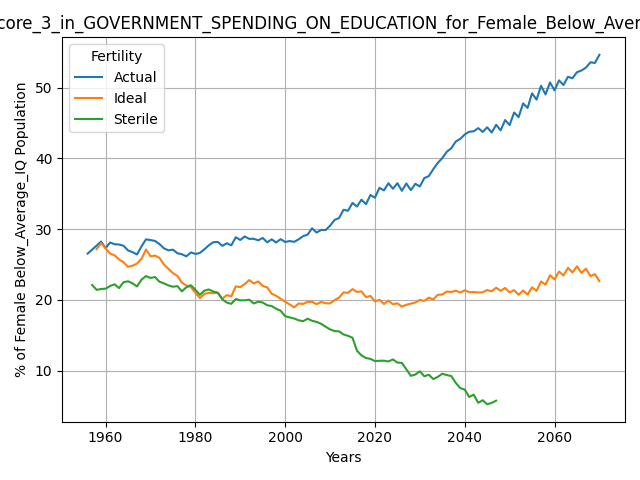 core_3_in_GOVERNMENT_SPENDING_ON_EDUCATION_for_Female_Below_Aver
Fertility
Actual
Ideal
Sterile
% of Female Below_Average_IQ Population
50
40
30
20
10
1960 1980 2000 2020 2040 2060
Years